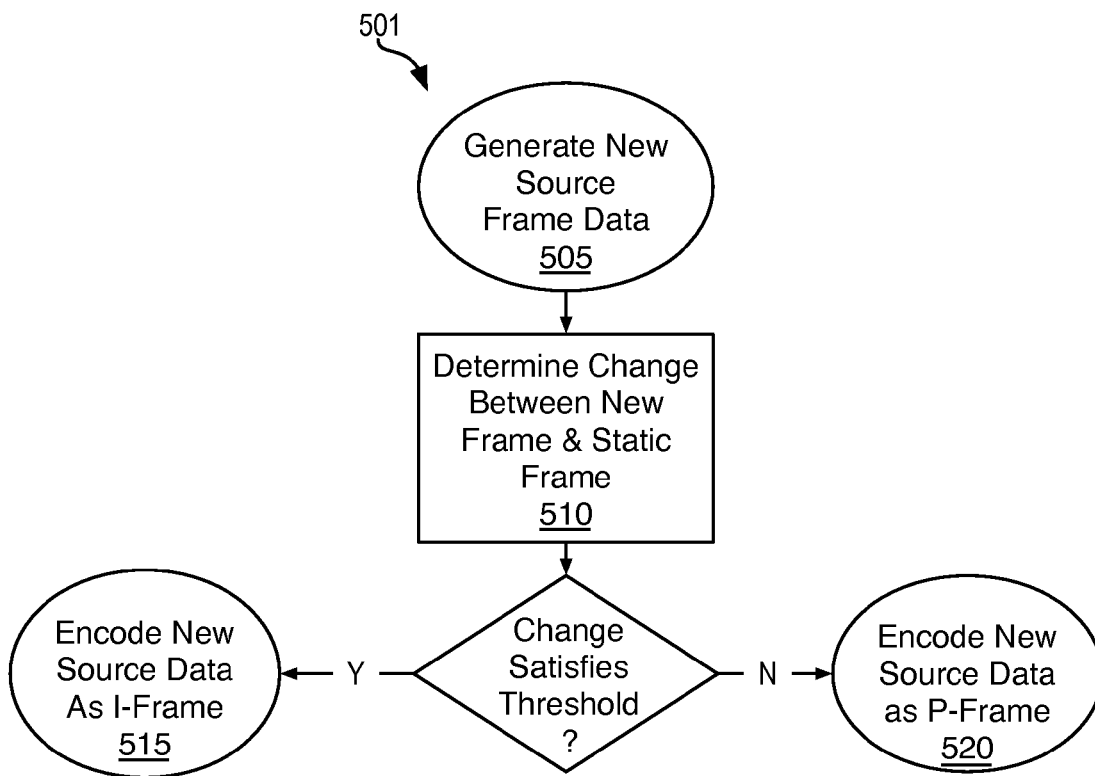 501
Generate New
Source
Frame Data
505
Determine Change
Between New
Frame & Static
Frame
510
Change
Satisfies
Threshold
?
Y
Encode New
Source Data
As I-Frame
515
N
Encode New
Source Data
as P-Frame
520